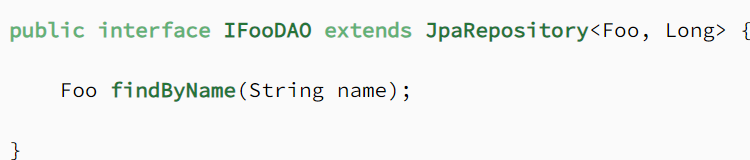 public interface IFooDAO extends JpaRepository<Foo, Long> {
Foo findByName(String name);
}